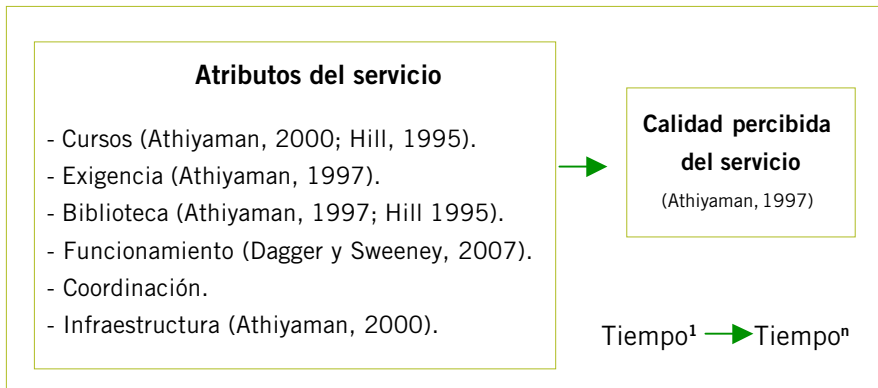 Atributos del servicio
- Cursos (Athiyaman, 2000; Hill, 1995).
- Exigencia (Athiyaman, 1997).
- Biblioteca (Athiyaman, 1997; Hill 1995).
- Funcionamiento (Dagger y Sweeney, 2007).
- Coordinación.
- Infraestructura (Athiyaman, 2000).
Calidad percibida
del servicio
(Athiyaman, 1997)
Tiempo¹ Tiempoⁿ